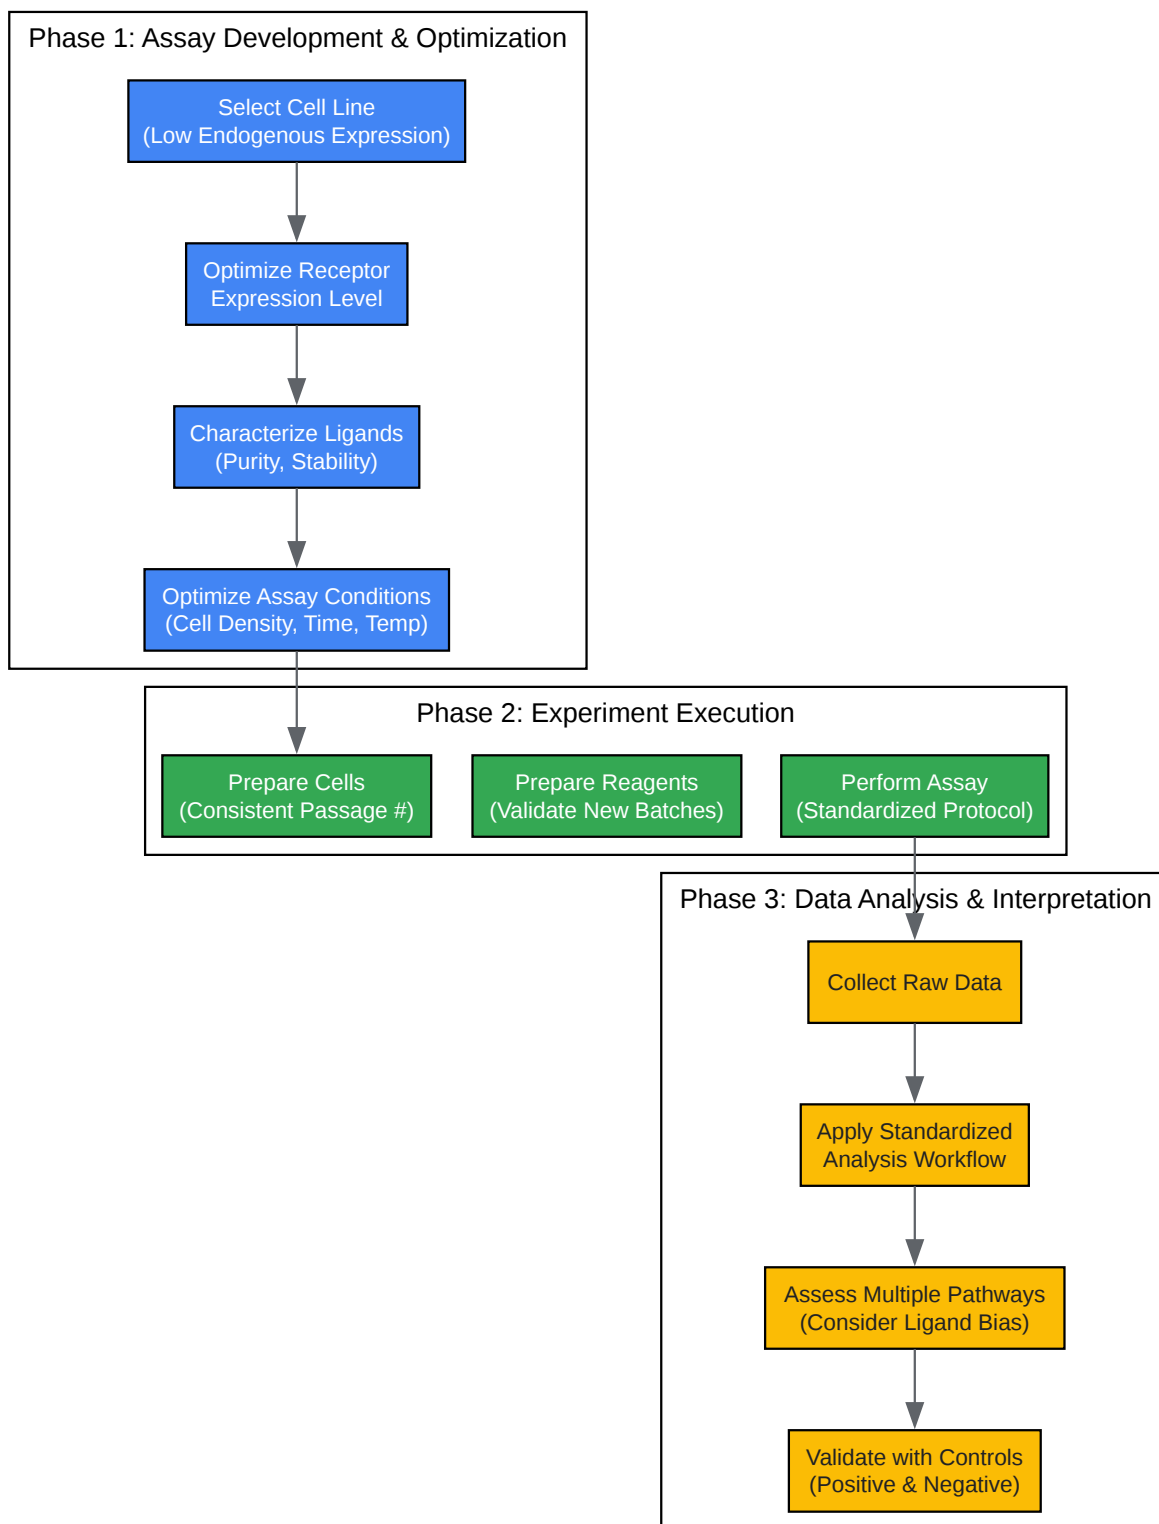 Phase 1: Assay Development & Optimization
Select Cell Line
(Low Endogenous Expression)
Optimize Receptor
Expression Level
Characterize Ligands
(Purity, Stability)
Optimize Assay Conditions
(Cell Density, Time, Temp)
Phase 2: Experiment Execution
Prepare Cells
(Consistent Passage #)
Prepare Reagents
(Validate New Batches)
Perform Assay
(Standardized Protocol)
Phase 3: Data Analysis & Interpretation
Collect Raw Data
Apply Standardized
Analysis Workflow
Assess Multiple Pathways
(Consider Ligand Bias)
Validate with Controls
(Positive & Negative)